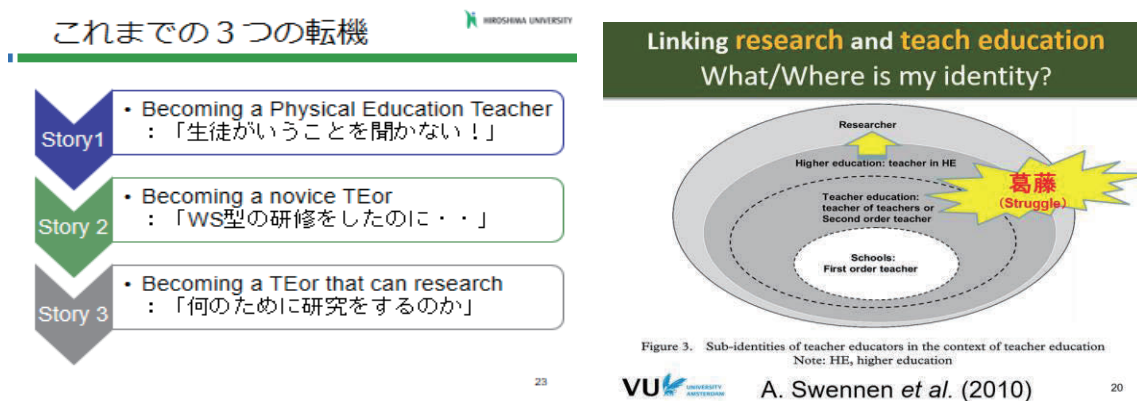 これまでの３つの転機
HIROSHIMA UNIVERSITY
Story1
• Becoming a Physical Education Teacher
：「生徒がいうことを聞かない！」
Story 2
• Becoming a novice TEor
：「WS型の研修をしたのに・・」
Story 3
• Becoming a TEor that can research
：「何のために研究をするのか」
23
Linking research and teach education
What/Where is my identity?
Researcher
Higher education: teacher in HE
葛藤
(Struggle)
Teacher education:
teacher of teachers or
Second order teacher
Schools:
First order teacher
Figure 3. Sub-identities of teacher educators in the context of teacher education
Note: HE, higher education
VU UNIVERSITY
AMSTERDAM
A. Swennen et al. (2010)
20